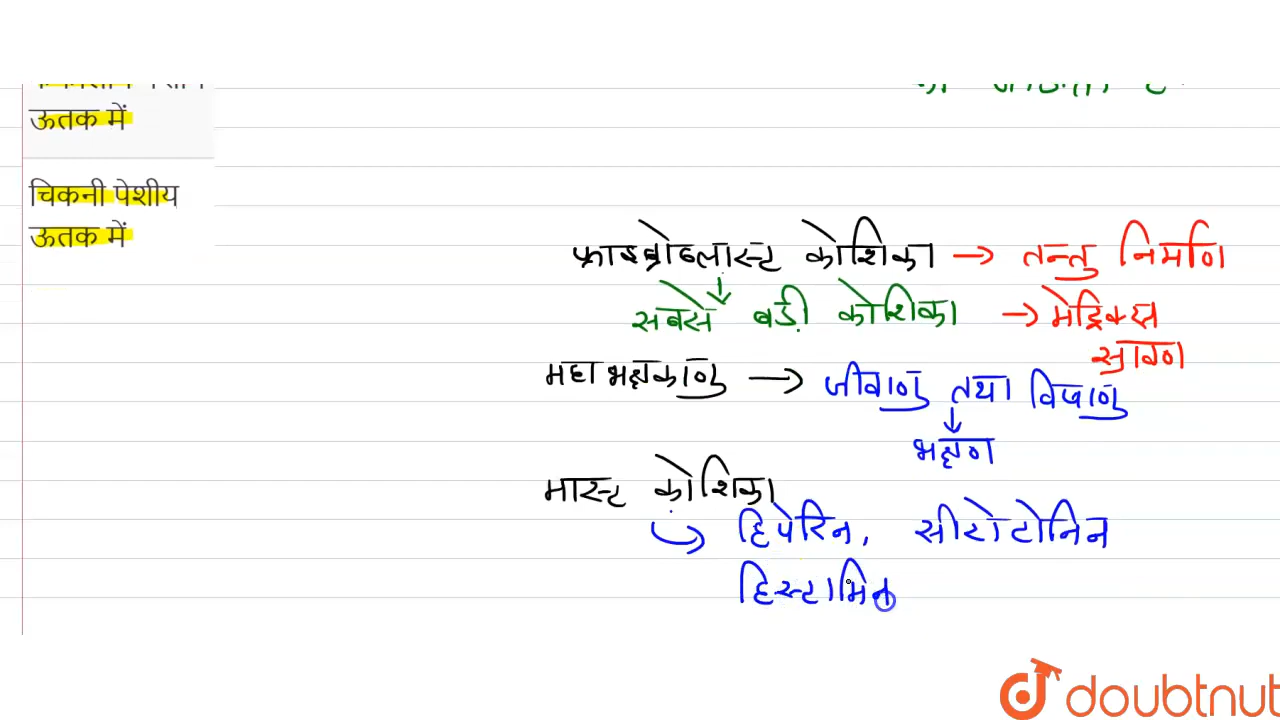 ऊतक में
चिकनी पेशीय
ऊतक में
फाइब्रोब्लास्ट कोशिका → तन्तु निर्माण
सबसे बडी कोशिका → मेट्रिक्स
स्रावण
महाभक्षकाणु → जीवाणु तथा विषाणु
भक्षण
मास्ट कोशिका
हिपेरिन, सीरोटोनिन
हिस्टामिन
doubtnut